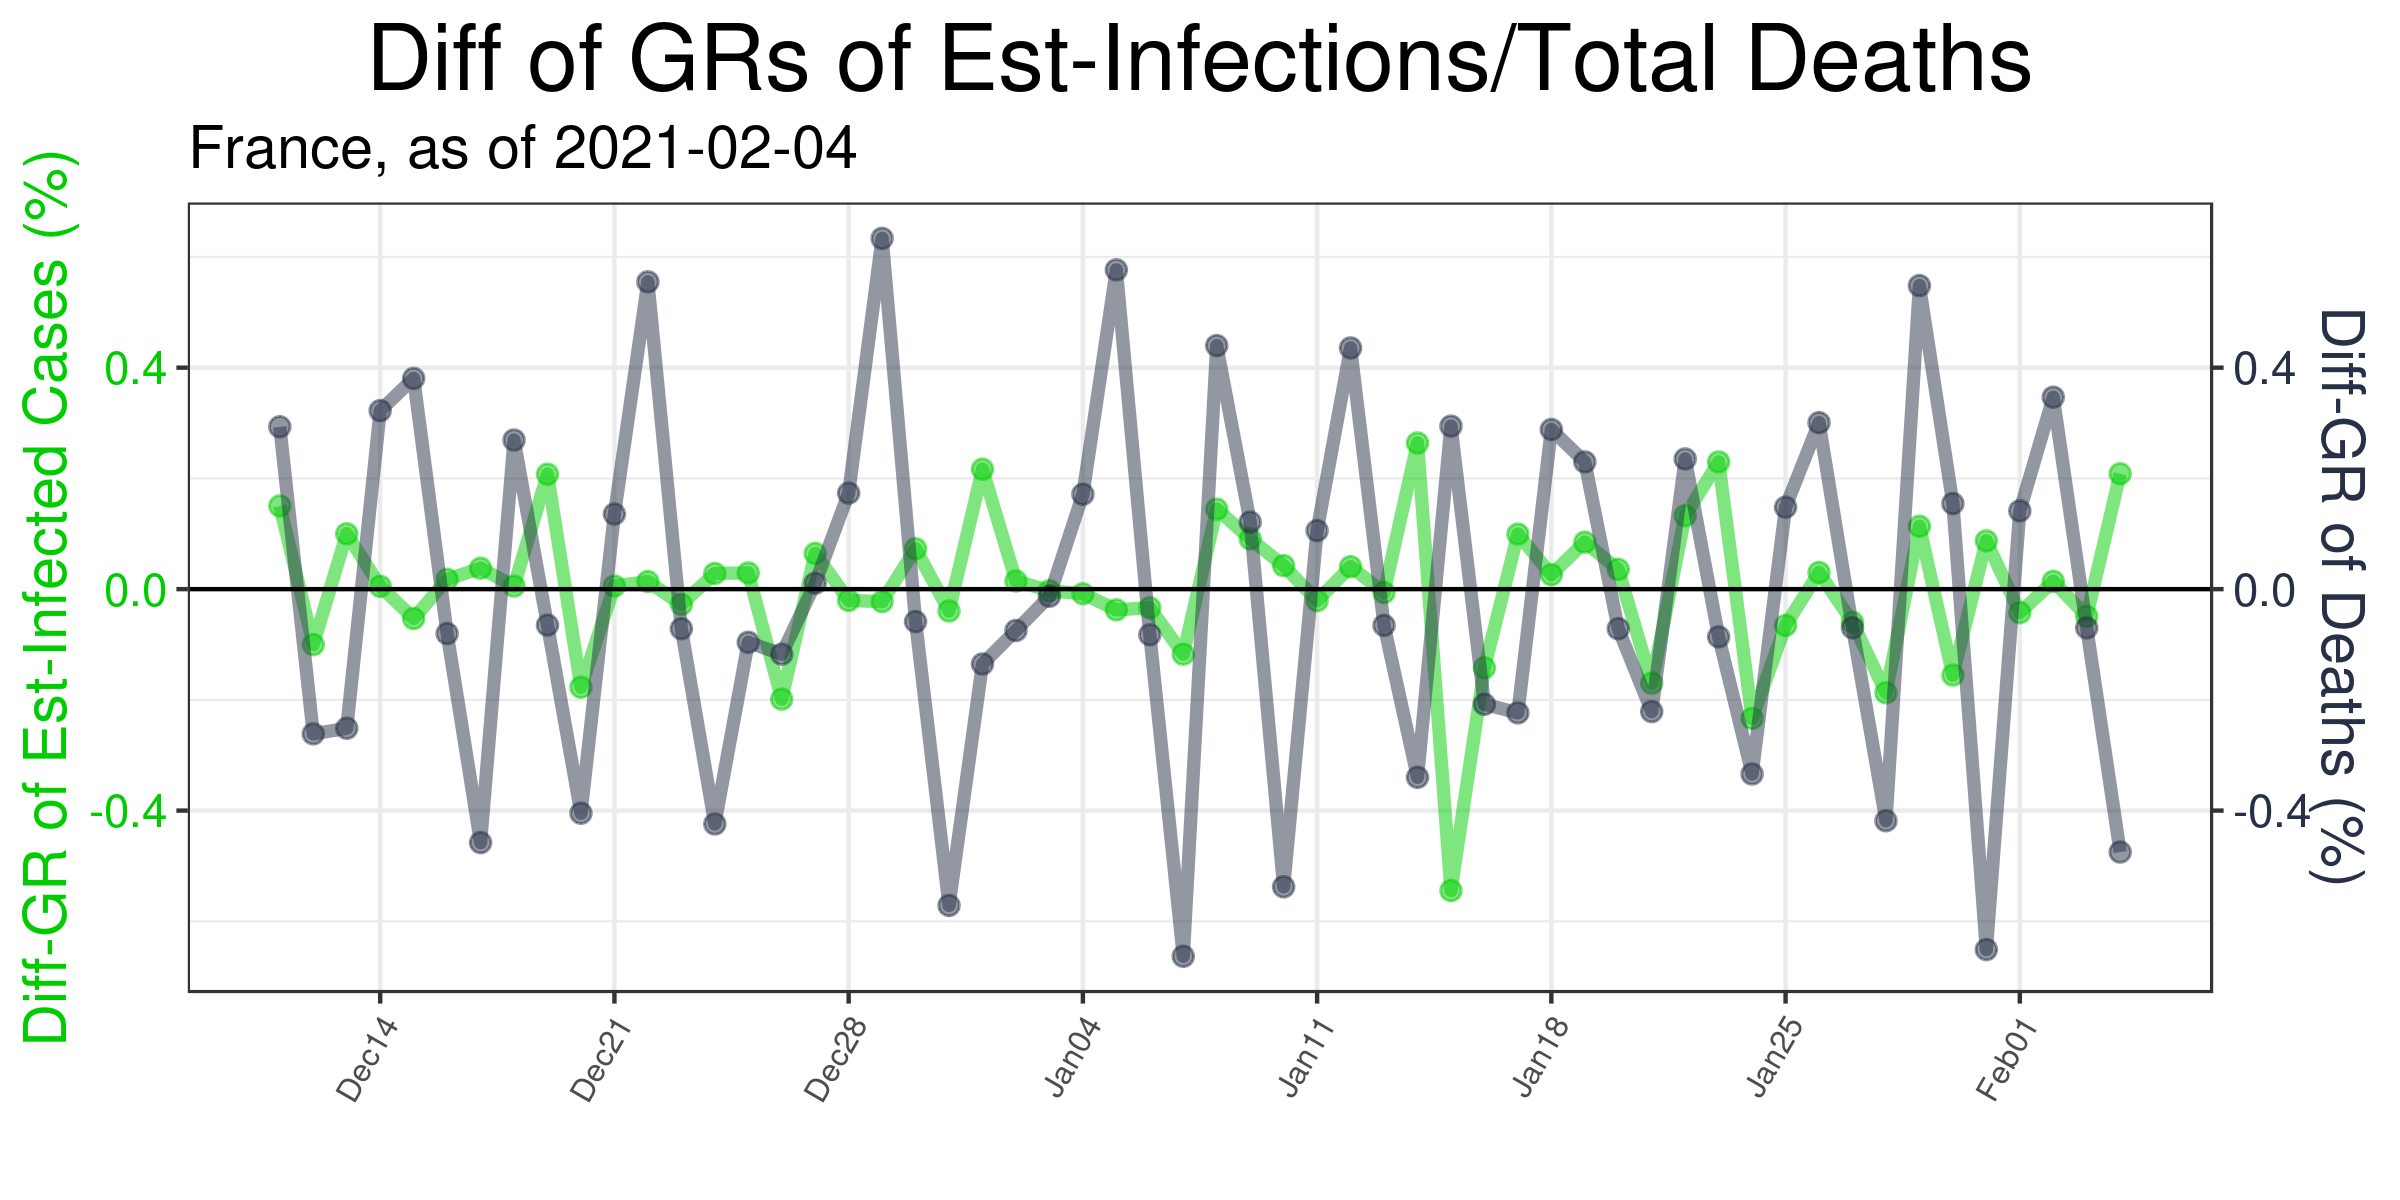 Diff of GRs of Est-Infections/Total Deaths
France, as of 2021-02-04
Diff-GR of Est-Infected Cases (%)
0.4
0.0
-0.4
0.4
0.0
-0.4
Diff-GR of Deaths (%)
Dec14
Dec21
Dec28
Jan04
Jan11
Jan18
Jan25
Feb01